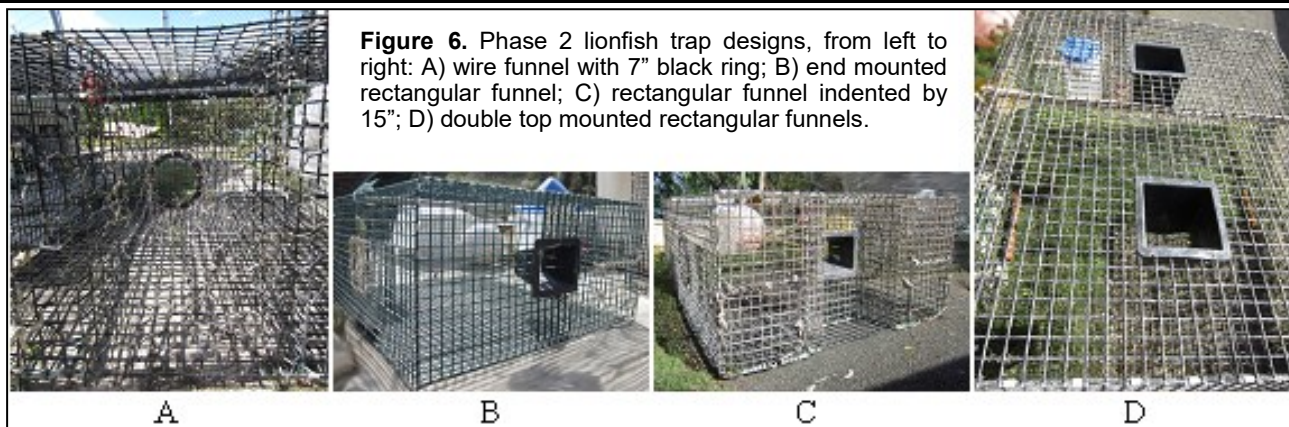 Figure 6. Phase 2 lionfish trap designs, from left to
right: A) wire funnel with 7” black ring; B) end mounted
rectangular funnel; C) rectangular funnel indented by
15”; D) double top mounted rectangular funnels.
A B C D